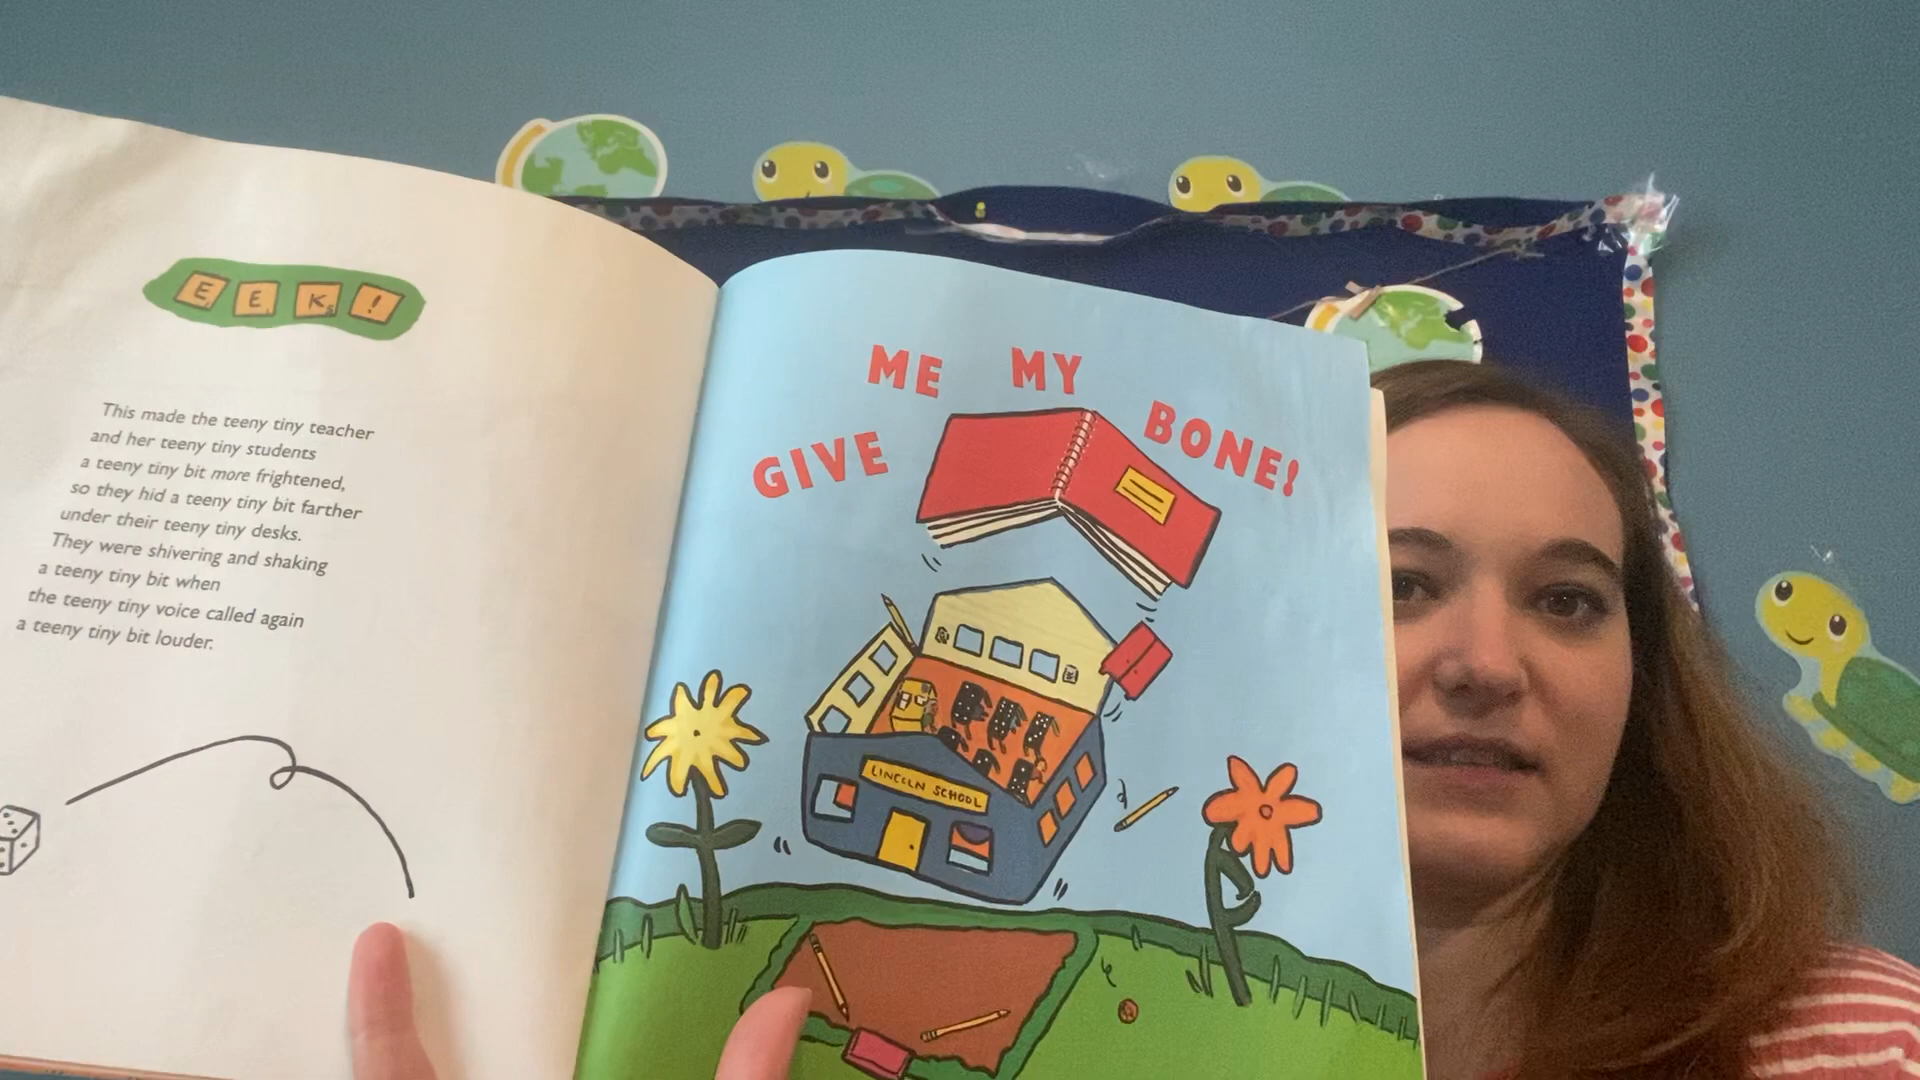 EEK!
This made the teeny tiny teacher
and her teeny tiny students
a teeny tiny bit more frightened,
so they hid a teeny tiny bit farther
under their teeny tiny desks.
They were shivering and shaking
a teeny tiny bit when
the teeny tiny voice called again
a teeny tiny bit louder.
GIVE ME MY BONE!
LINCCLN SCHOOL